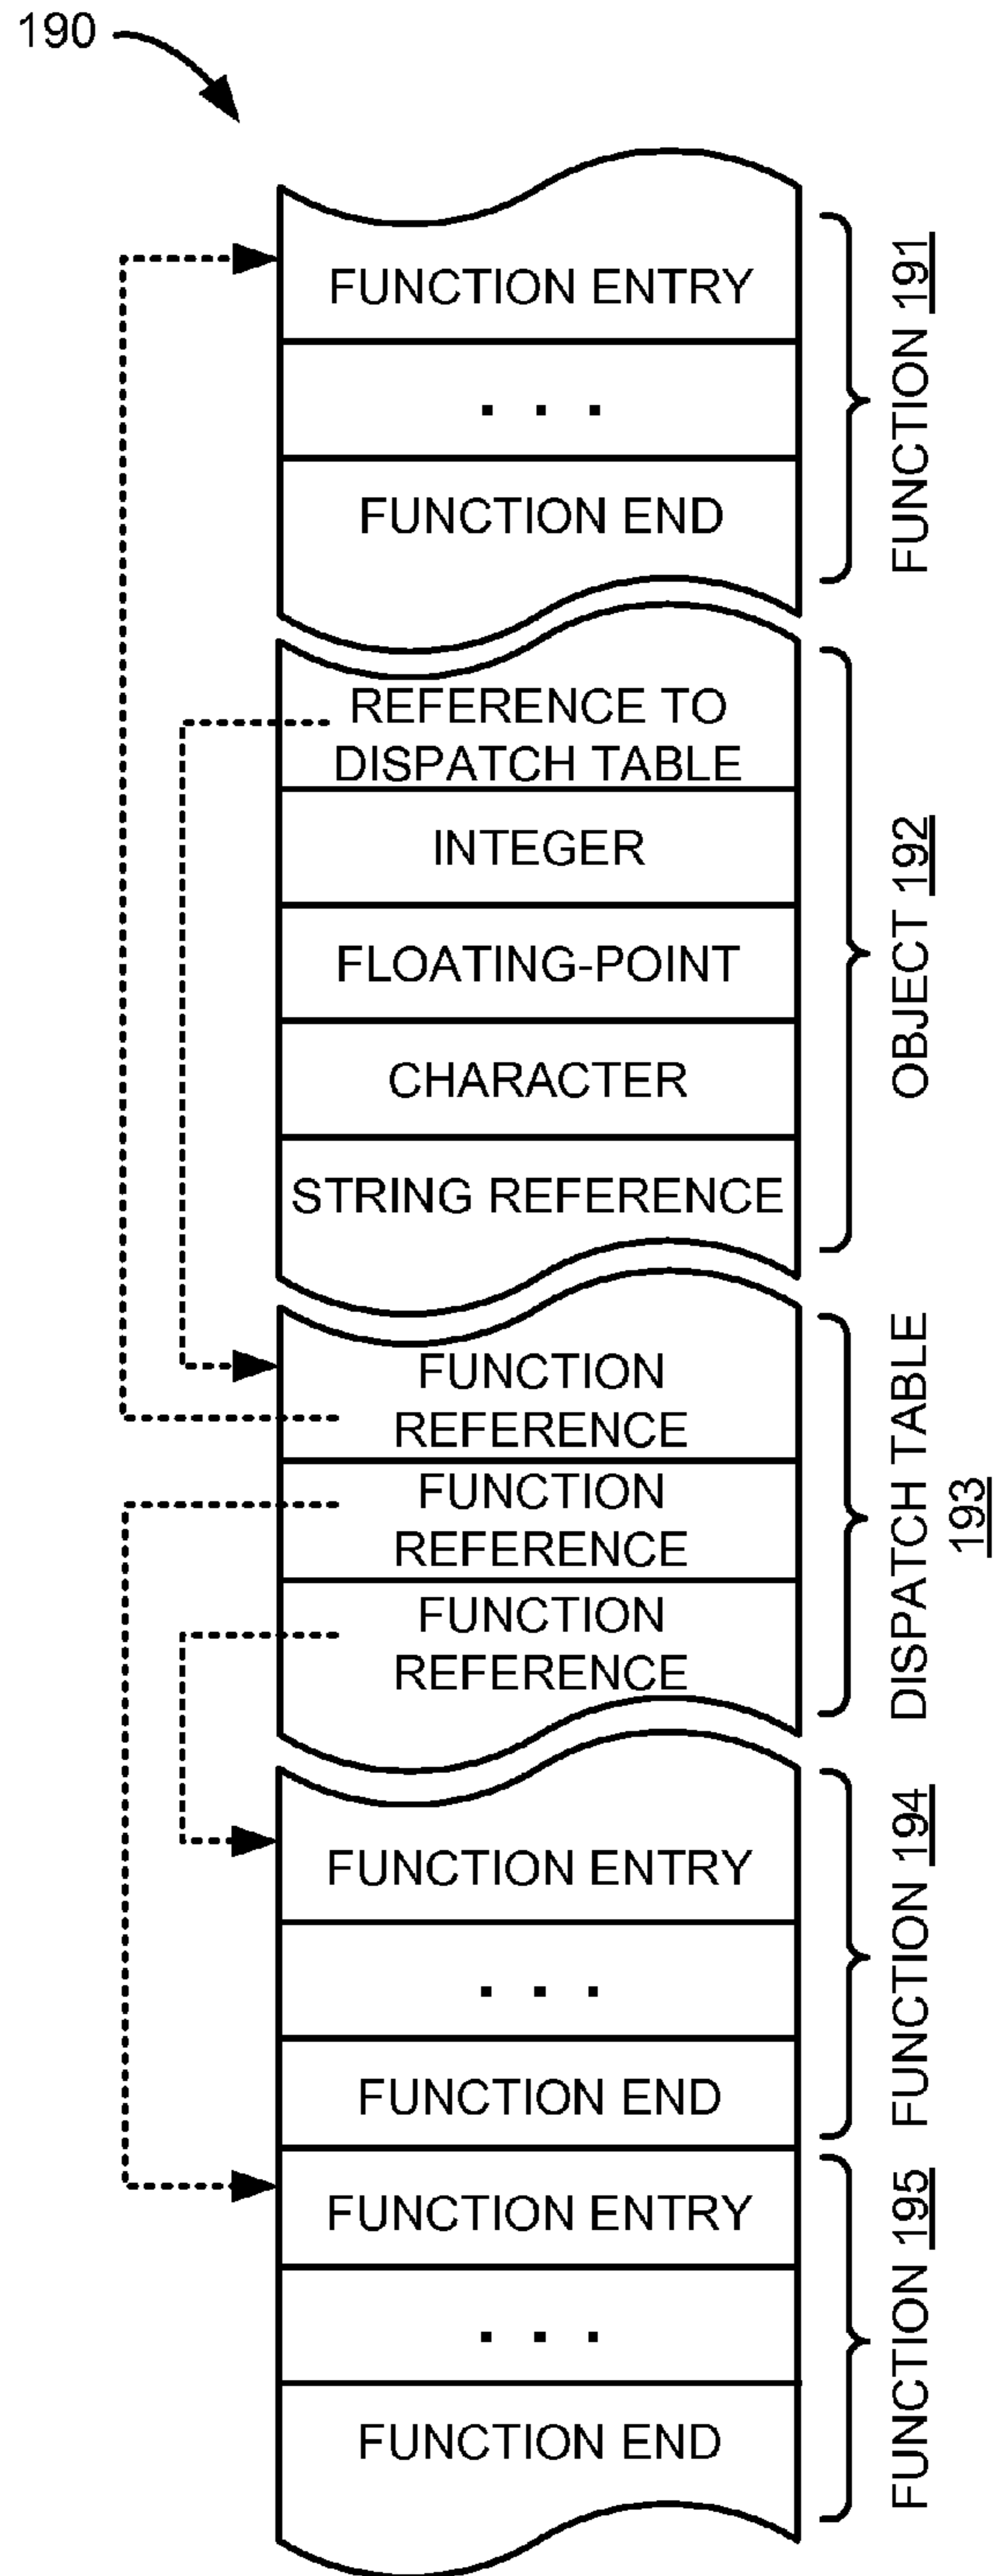 190
FUNCTION ENTRY
. . .
FUNCTION END
FUNCTION 191
REFERENCE TO
DISPATCH TABLE
INTEGER
FLOATING-POINT
CHARACTER
STRING REFERENCE
OBJECT 192
FUNCTION
REFERENCE
FUNCTION
REFERENCE
FUNCTION
REFERENCE
DISPATCH TABLE
193
FUNCTION ENTRY
. . .
FUNCTION END
FUNCTION 194
FUNCTION ENTRY
. . .
FUNCTION END
FUNCTION 195